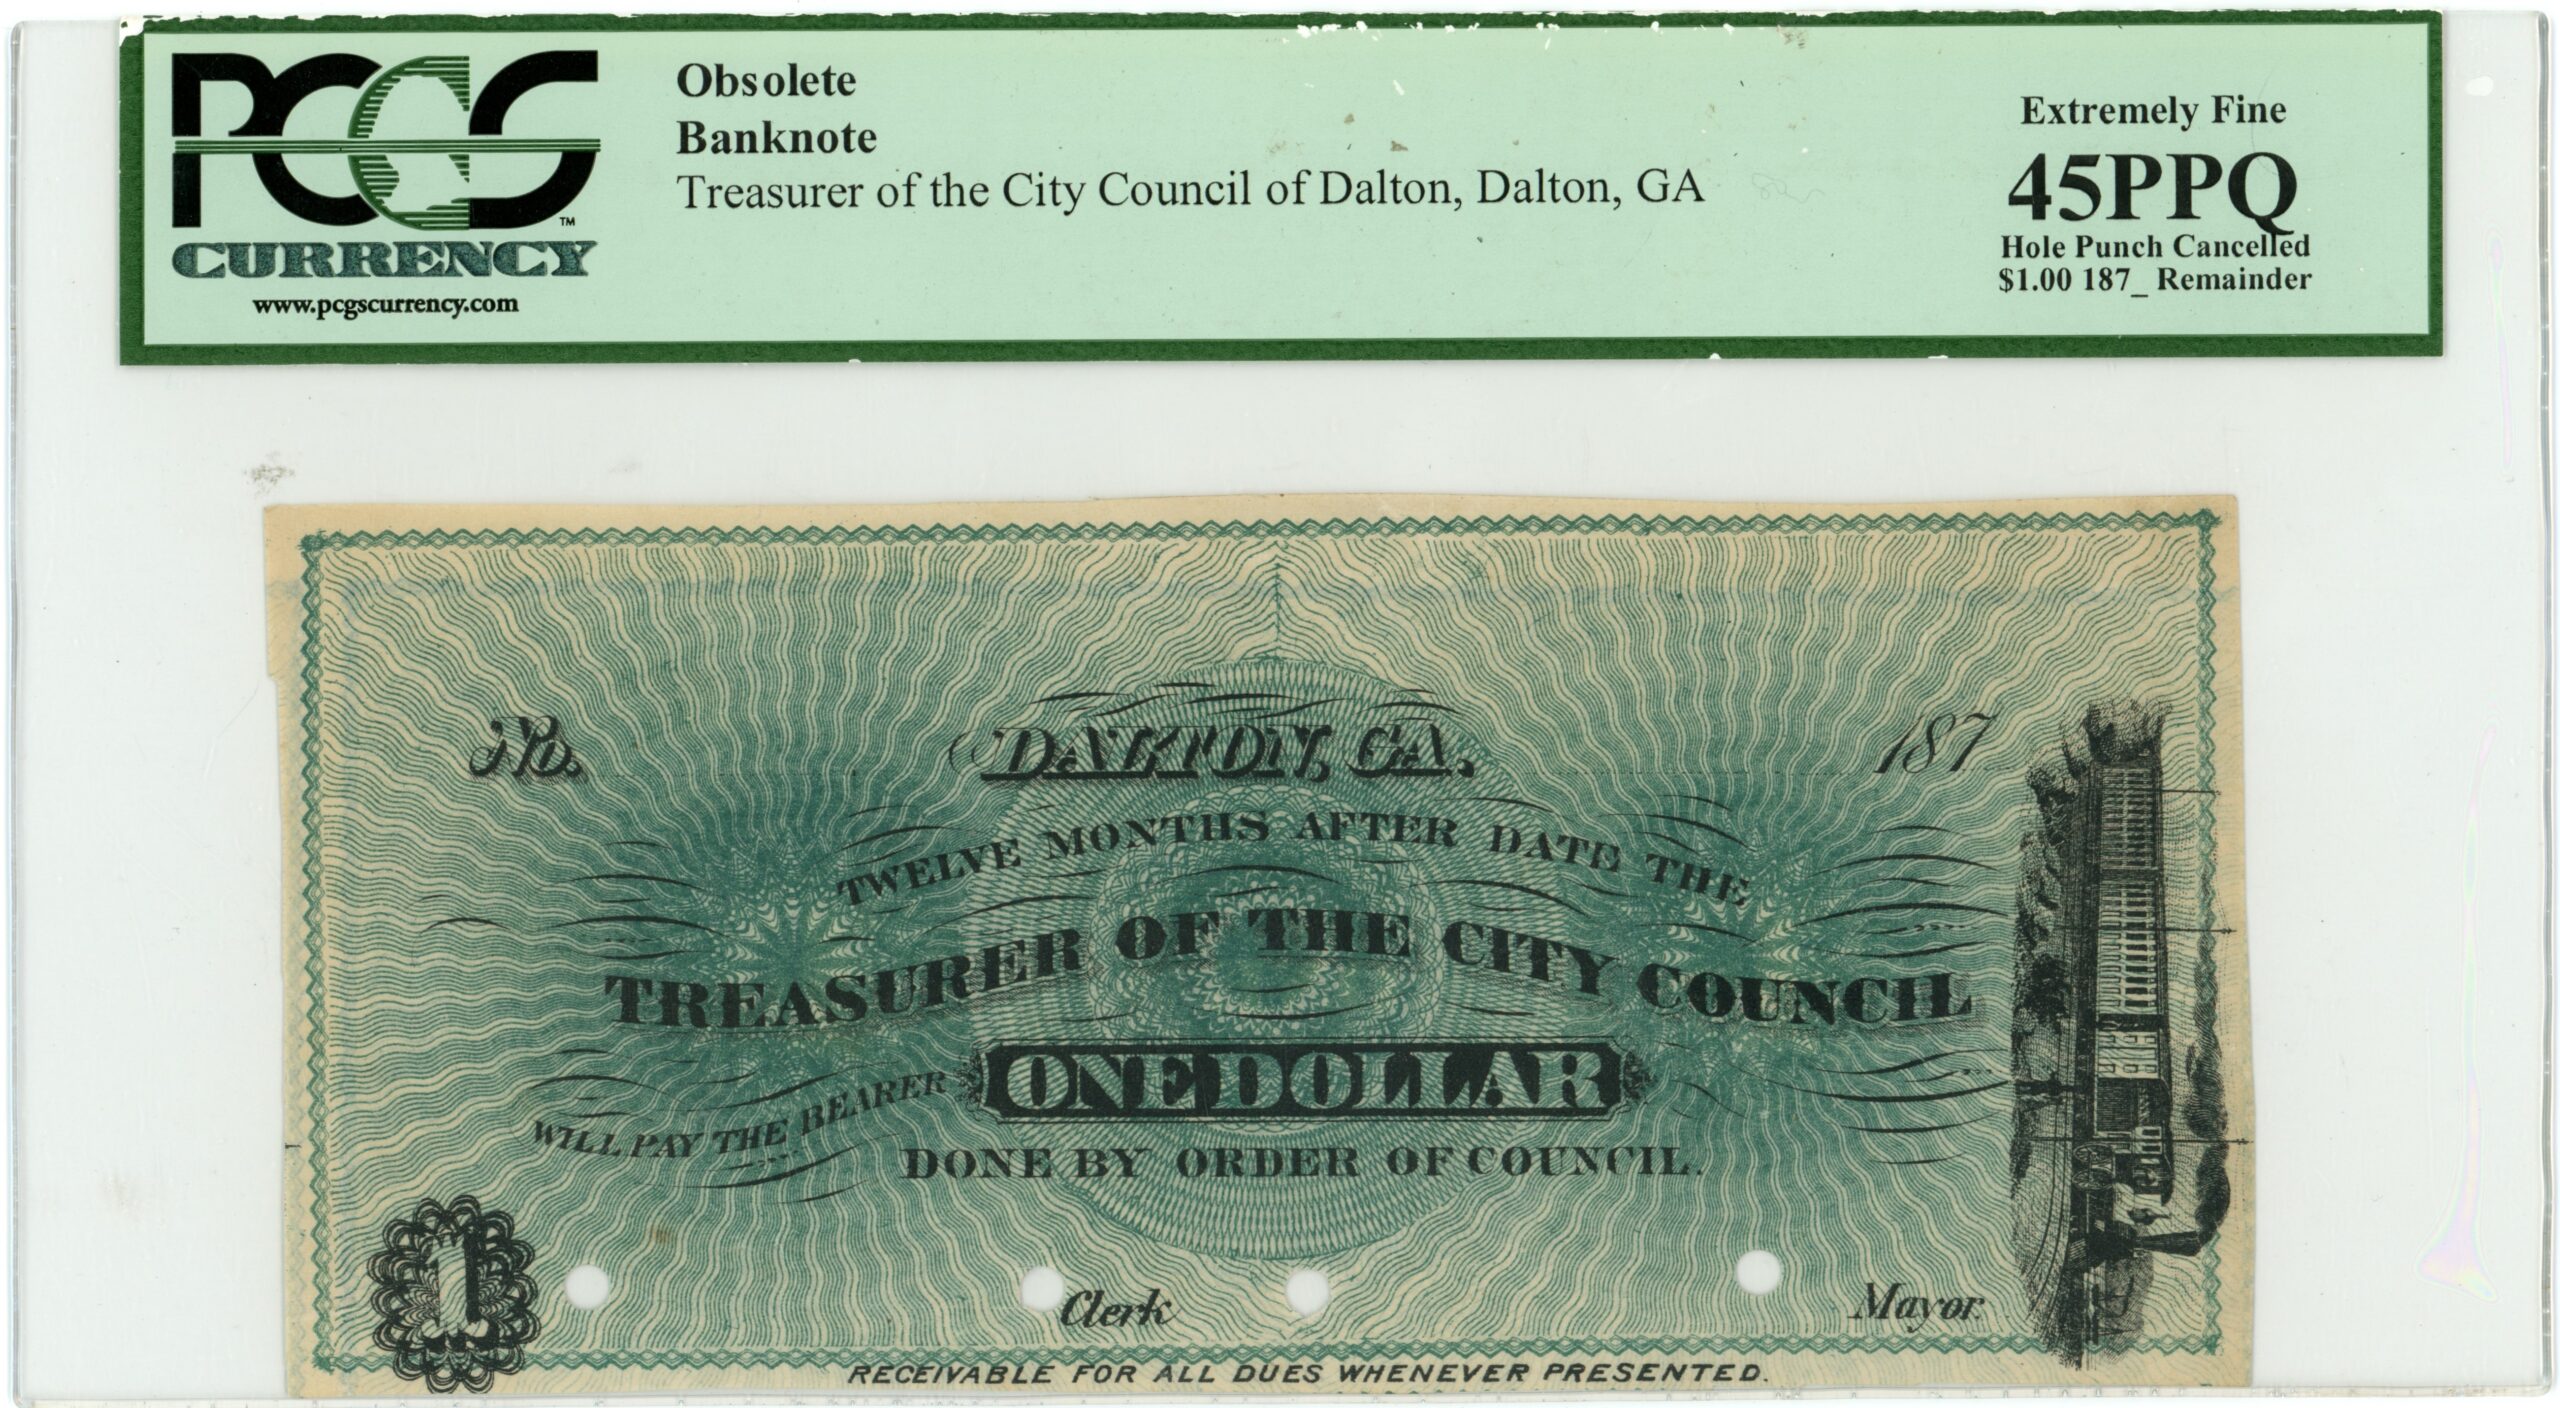 PCGS
™
CURRENCY
www.pcgscurrency.com
Obsolete
Banknote
Treasurer of the City Council of Dalton, Dalton, GA
Extremely Fine
45PPQ
Hole Punch Cancelled
$1.00 187_ Remainder
No.
DALTON, GA.
187
TWELVE MONTHS AFTER DATE THE
TREASURER OF THE CITY COUNCIL
WILL PAY THE BEARER ONE DOLLAR
DONE BY ORDER OF COUNCIL.
1
Clerk
Mayor.
RECEIVABLE FOR ALL DUES WHENEVER PRESENTED.